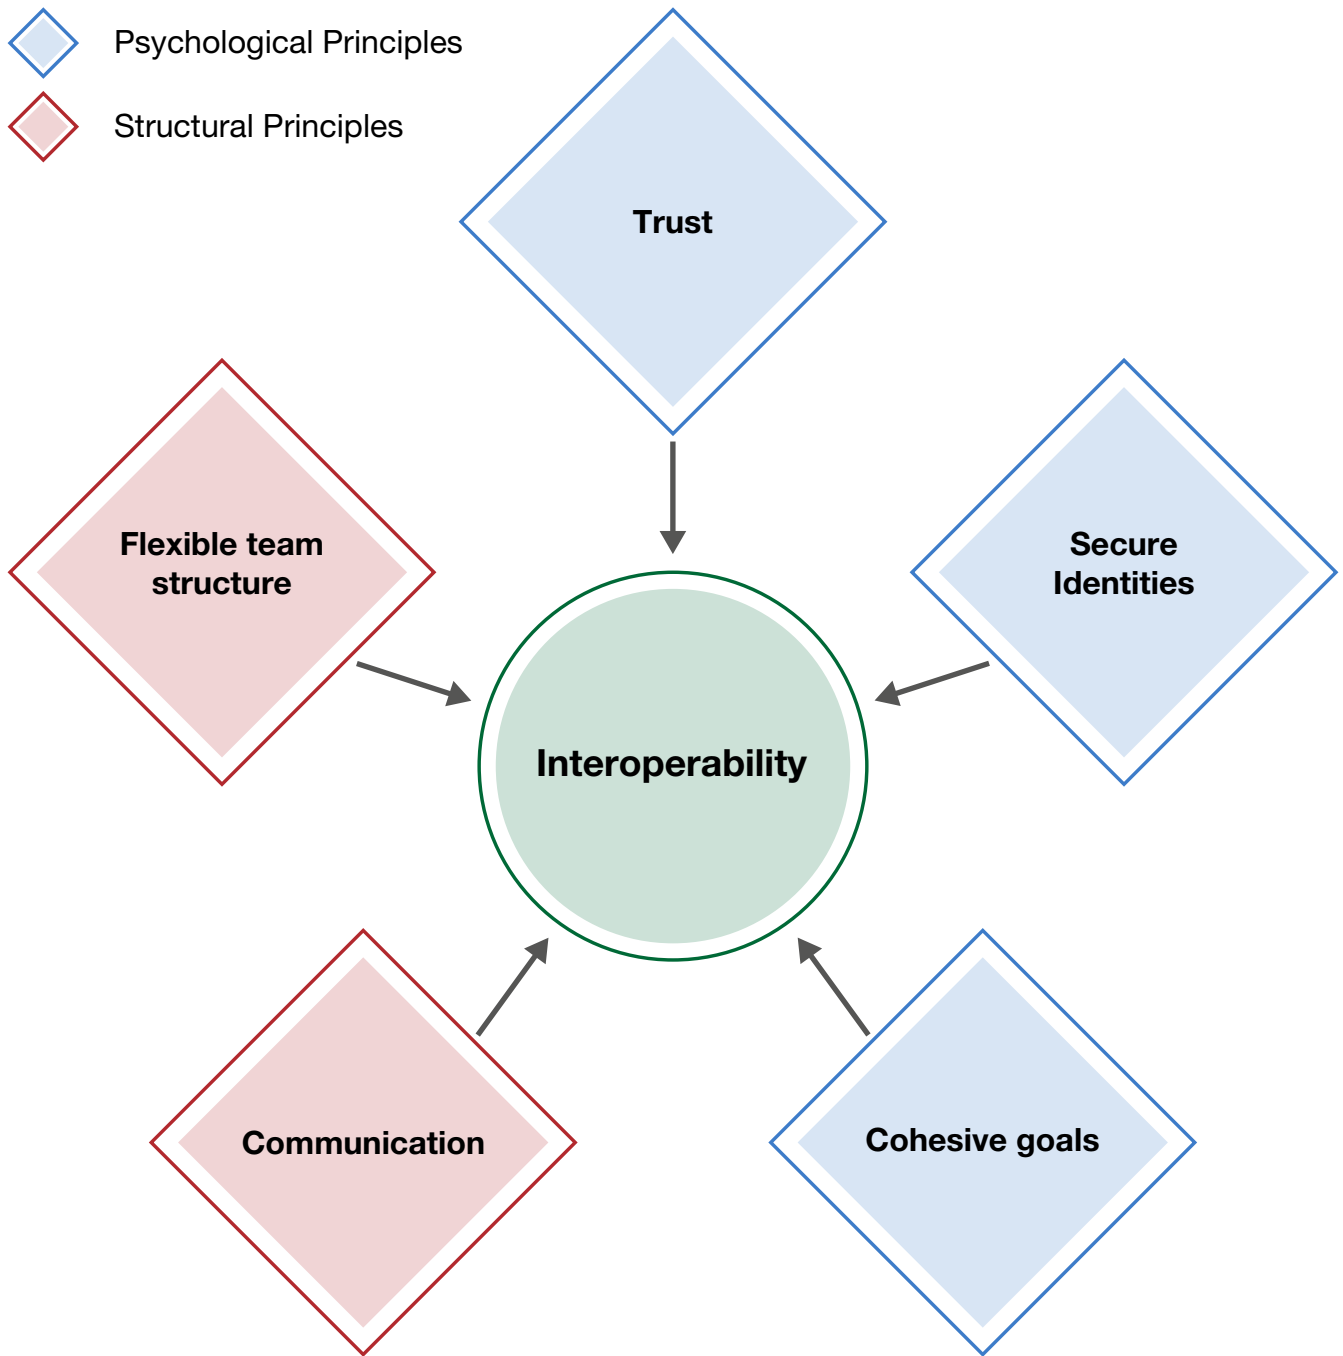 Psychological Principles
Structural Principles
Trust
Flexible team
structure
Secure
Identities
Interoperability
Communication
Cohesive goals